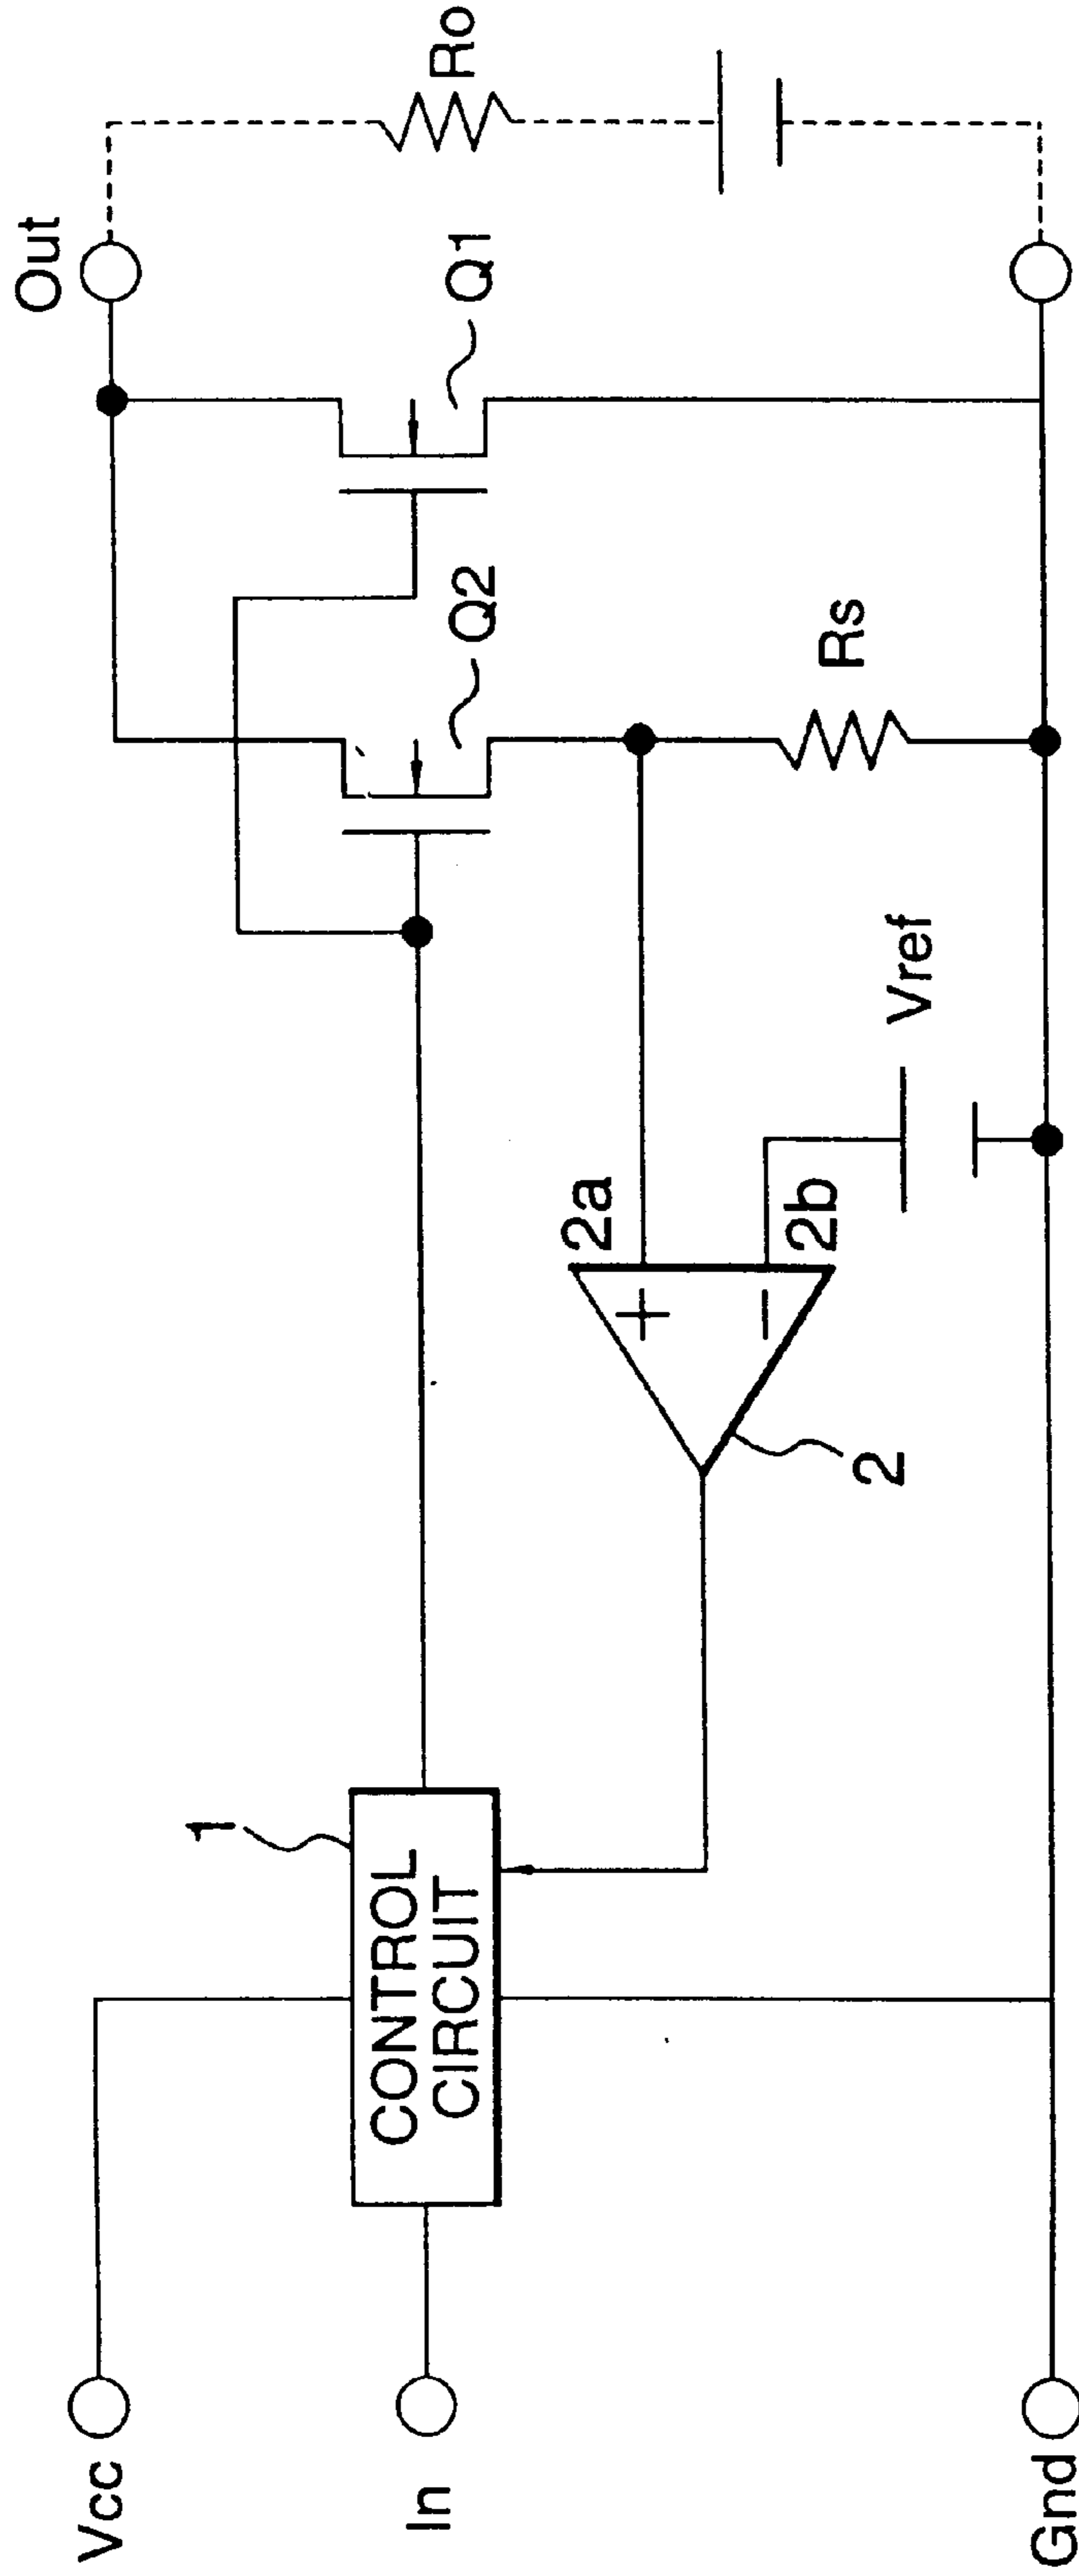 Vcc
In
Gnd
1
CONTROL
CIRCUIT
2
2a
+
−
2b
Vref
Rs
Q2
Q1
Out
Ro